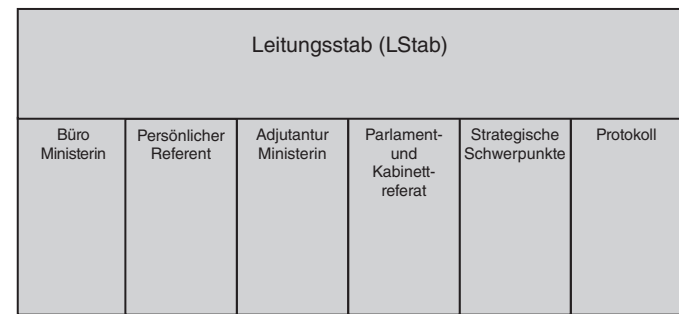 Leitungsstab (LStab)
Büro
Ministerin
Persönlicher
Referent
Adjutantur
Ministerin
Parlament-
und
Kabinett-
referat
Strategische
Schwerpunkte
Protokoll